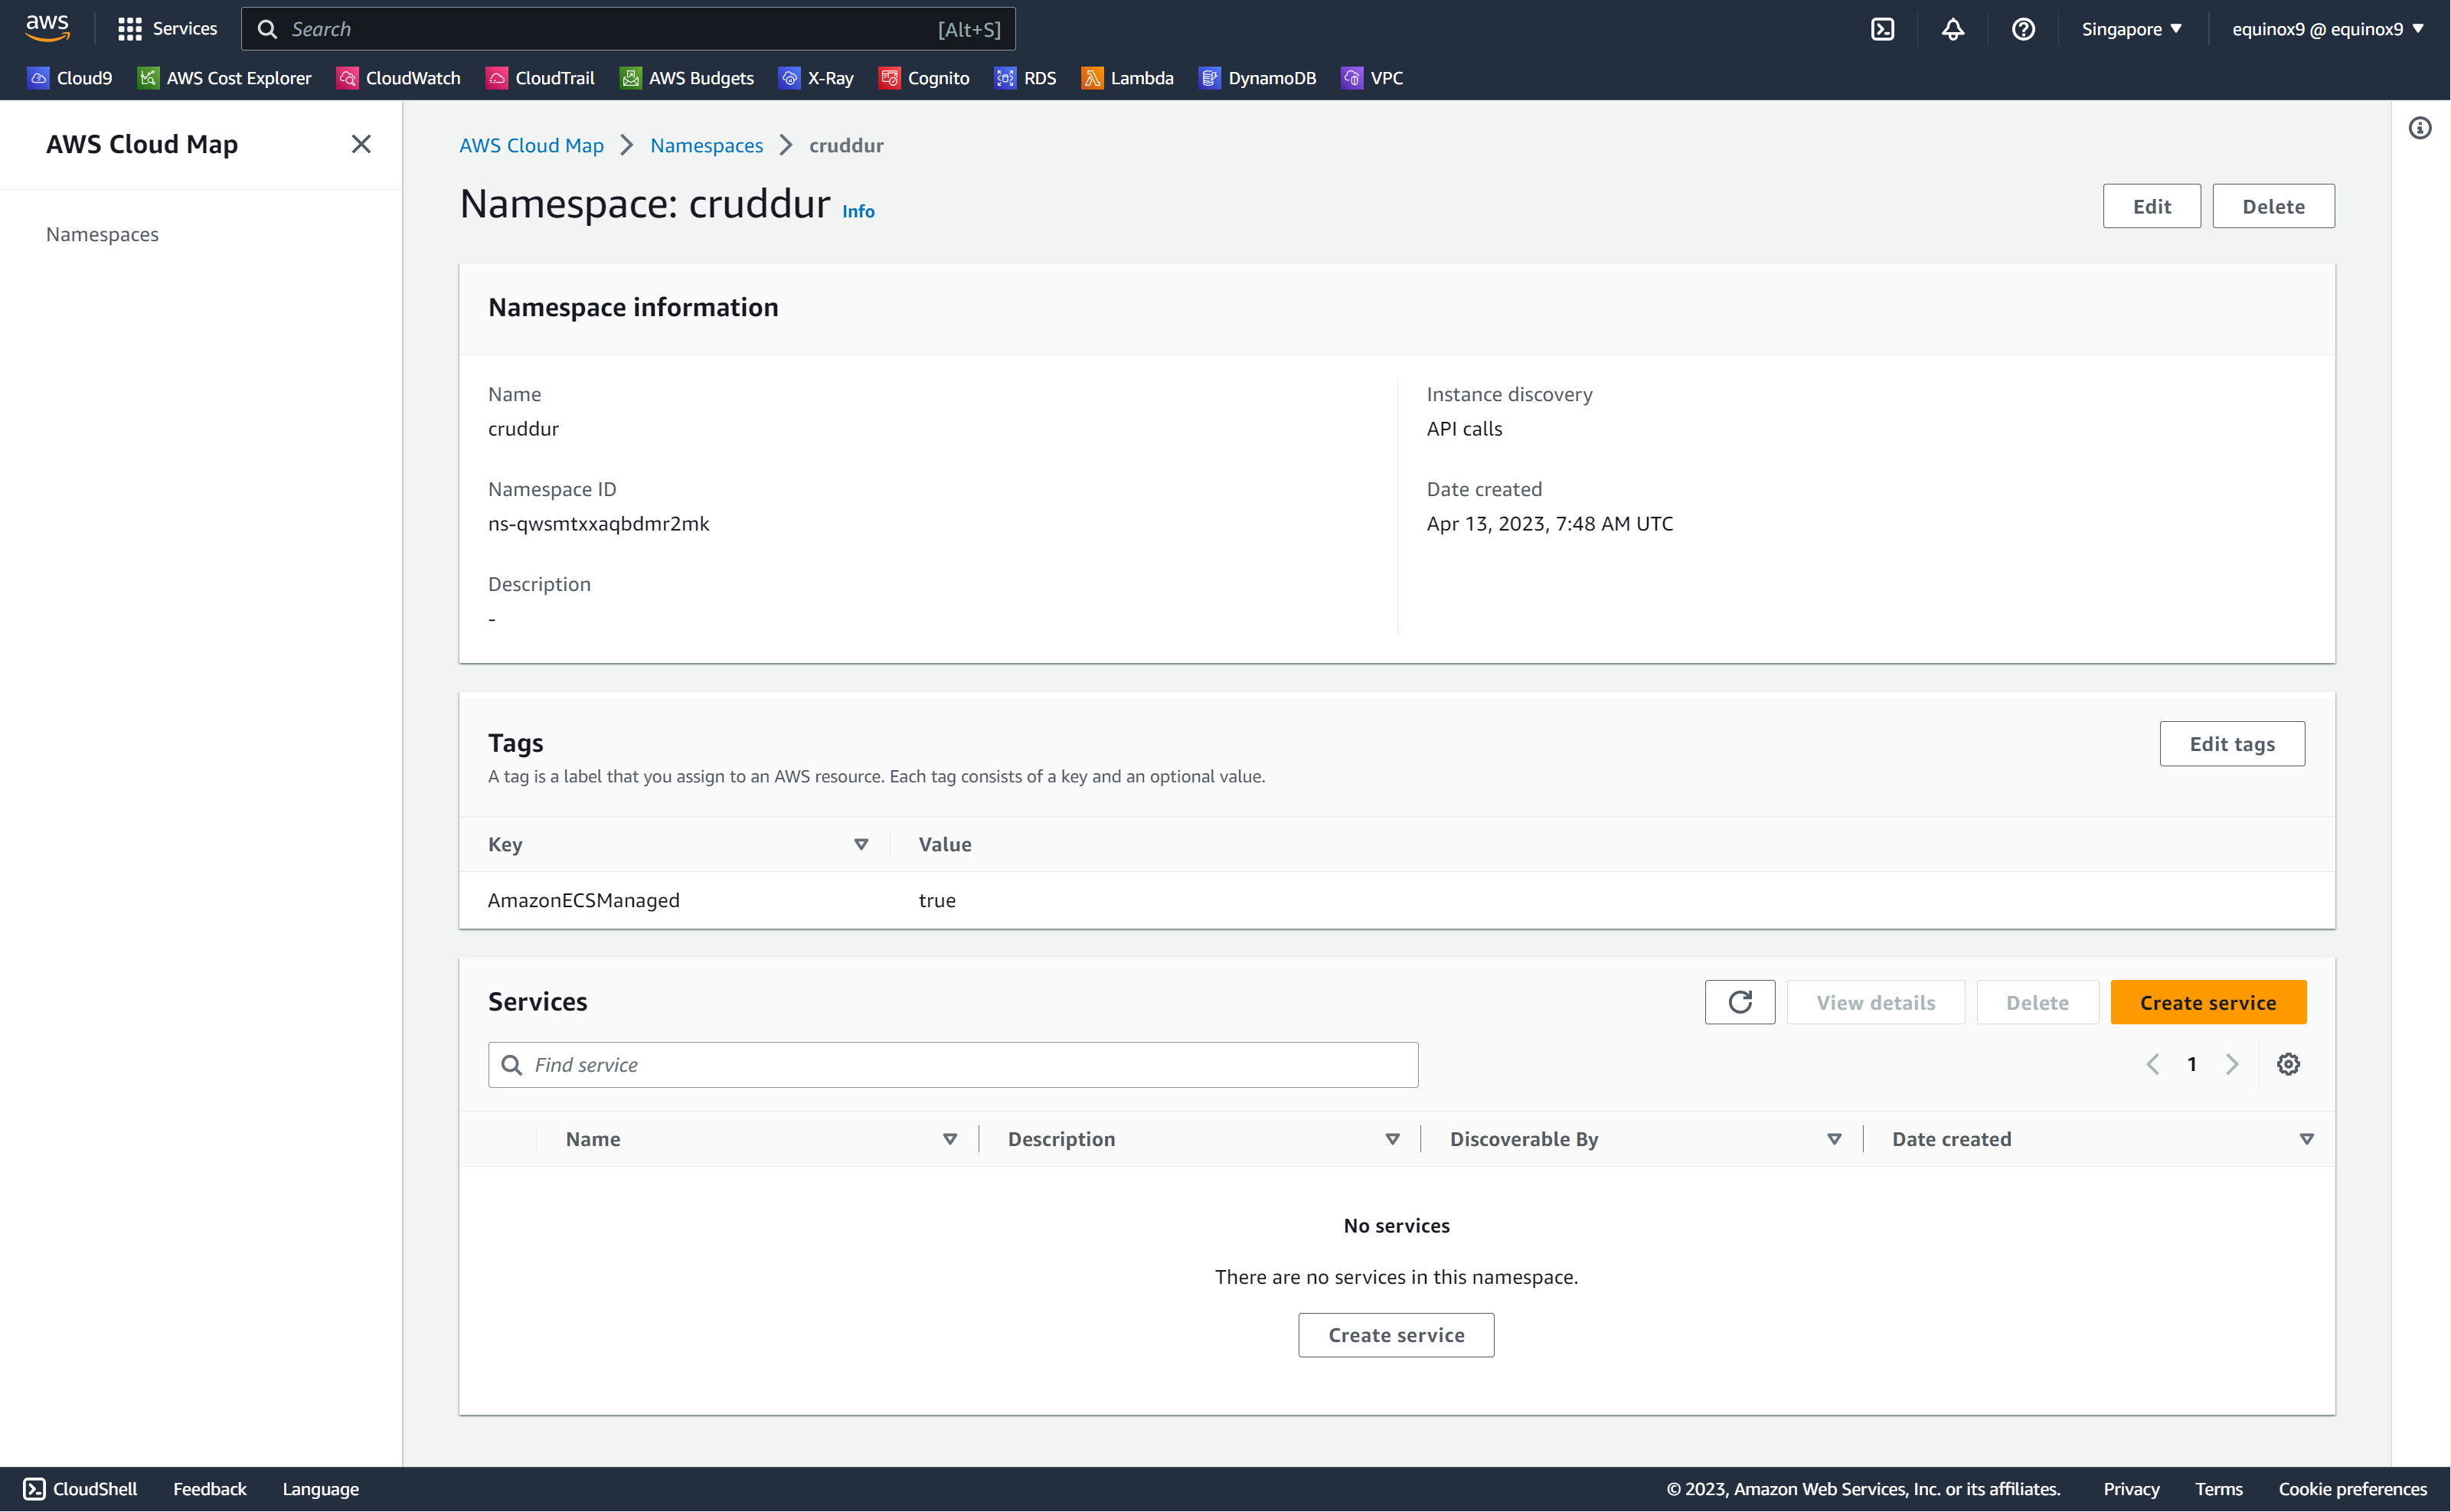 aws Services Search [Alt+S] Singapore equinox9 @ equinox9
Cloud9 AWS Cost Explorer CloudWatch CloudTrail AWS Budgets X-Ray Cognito RDS Lambda DynamoDB VPC
AWS Cloud Map
Namespaces
AWS Cloud Map Namespaces cruddur
Namespace: cruddur Info
Edit Delete
Namespace information
Name
cruddur
Namespace ID
ns-qwsmtxxaqbdmr2mk
Description
-
Instance discovery
API calls
Date created
Apr 13, 2023, 7:48 AM UTC
Tags
A tag is a label that you assign to an AWS resource. Each tag consists of a key and an optional value.
Edit tags
Key Value
AmazonECSManaged true
Services
View details Delete Create service
Find service
1
Name Description Discoverable By Date created
No services
There are no services in this namespace.
Create service
CloudShell Feedback Language © 2023, Amazon Web Services, Inc. or its affiliates. Privacy Terms Cookie preferences